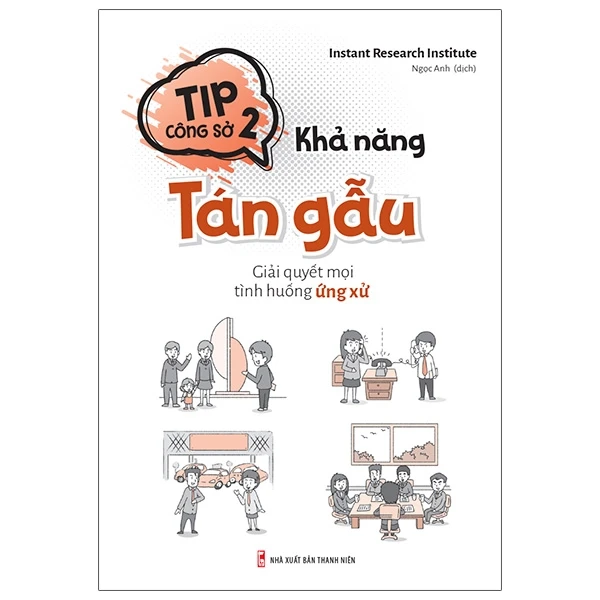 Instant Research Institute
Ngọc Anh (dịch)
TIP
CÔNG SỞ 2
Khả năng
Tán gẫu
Giải quyết mọi
tình huống ứng xử
NHÀ XUẤT BẢN THANH NIÊN